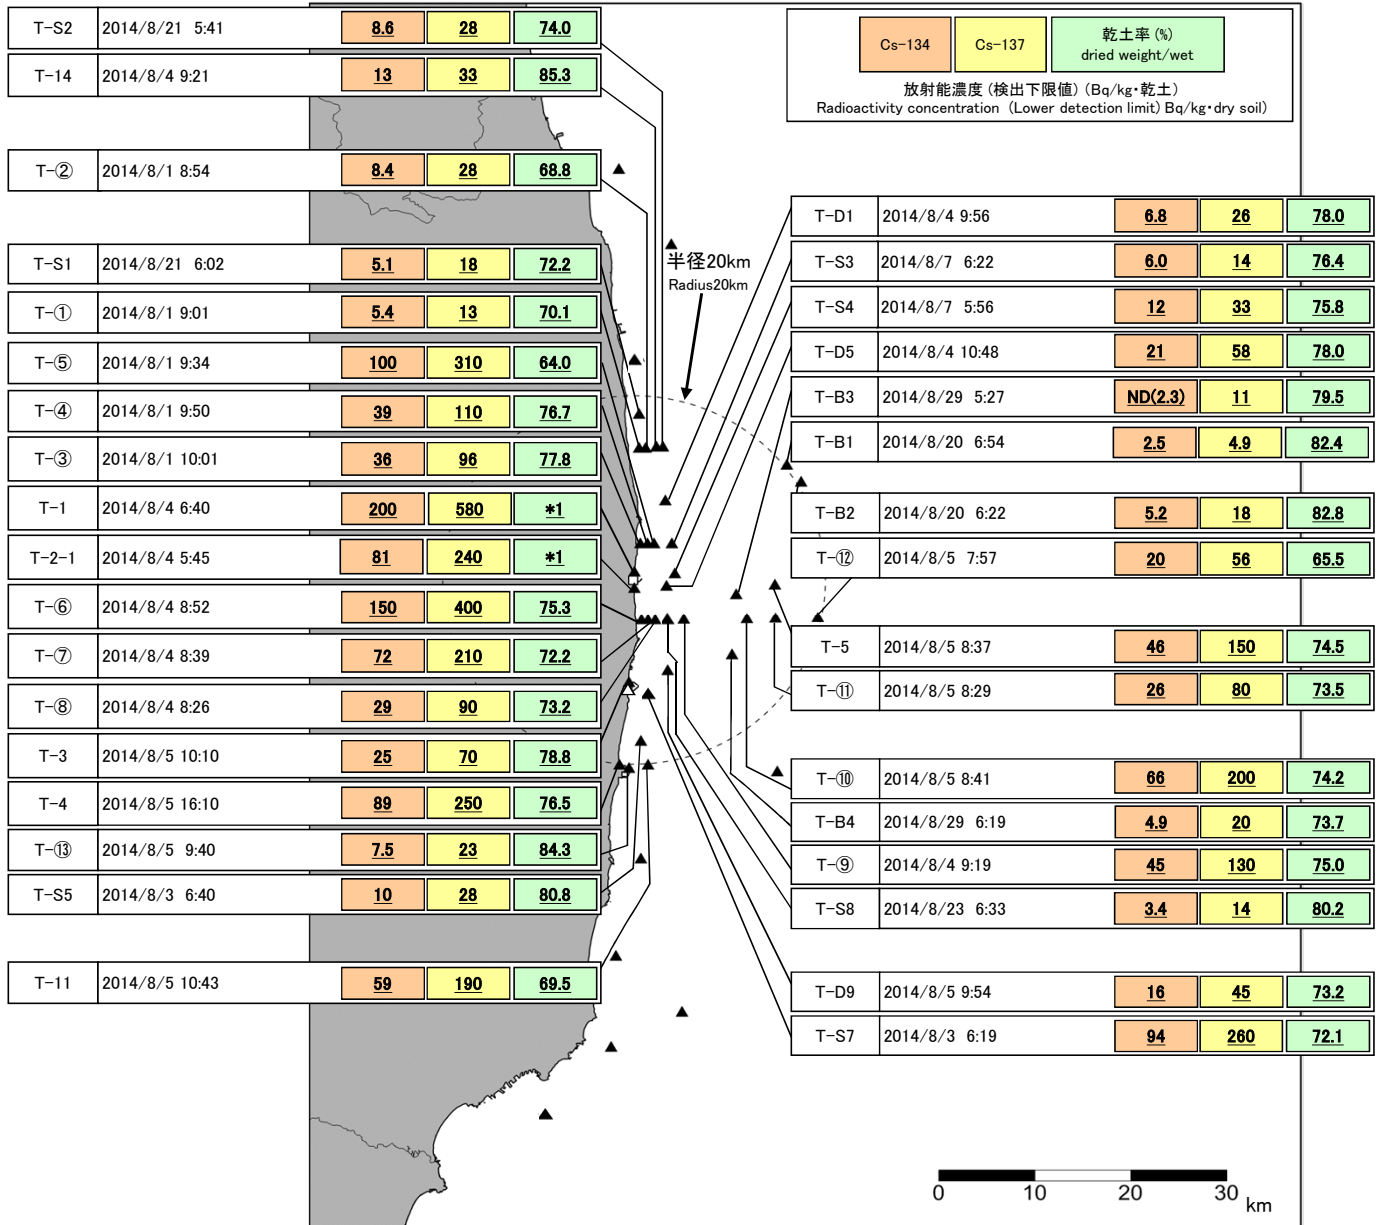 T-S2 2014/8/21 5:41 8.6 28 74.0
T-14 2014/8/4 9:21 13 33 85.3
T-② 2014/8/1 8:54 8.4 28 68.8
T-S1 2014/8/21 6:02 5.1 18 72.2
T-① 2014/8/1 9:01 5.4 13 70.1
T-⑤ 2014/8/1 9:34 100 310 64.0
T-④ 2014/8/1 9:50 39 110 76.7
T-③ 2014/8/1 10:01 36 96 77.8
T-1 2014/8/4 6:40 200 580 *1
T-2-1 2014/8/4 5:45 81 240 *1
T-⑥ 2014/8/4 8:52 150 400 75.3
T-⑦ 2014/8/4 8:39 72 210 72.2
T-⑧ 2014/8/4 8:26 29 90 73.2
T-3 2014/8/5 10:10 25 70 78.8
T-4 2014/8/5 16:10 89 250 76.5
T-⑬ 2014/8/5 9:40 7.5 23 84.3
T-S5 2014/8/3 6:40 10 28 80.8
T-11 2014/8/5 10:43 59 190 69.5
Cs-134 Cs-137 乾土率(%)
dried weight/wet
放射能濃度(検出下限値)(Bq/kg・乾土)
Radioactivity concentration (Lower detection limit) Bq/kg・dry soil)
半径20km
Radius20km
T-D1 2014/8/4 9:56 6.8 26 78.0
T-S3 2014/8/7 6:22 6.0 14 76.4
T-S4 2014/8/7 5:56 12 33 75.8
T-D5 2014/8/4 10:48 21 58 78.0
T-B3 2014/8/29 5:27 ND(2.3) 11 79.5
T-B1 2014/8/20 6:54 2.5 4.9 82.4
T-B2 2014/8/20 6:22 5.2 18 82.8
T-⑫ 2014/8/5 7:57 20 56 65.5
T-5 2014/8/5 8:37 46 150 74.5
T-⑪ 2014/8/5 8:29 26 80 73.5
T-⑩ 2014/8/5 8:41 66 200 74.2
T-B4 2014/8/29 6:19 4.9 20 73.7
T-⑨ 2014/8/4 9:19 45 130 75.0
T-S8 2014/8/23 6:33 3.4 14 80.2
T-D9 2014/8/5 9:54 16 45 73.2
T-S7 2014/8/3 6:19 94 260 72.1
0 10 20 30 km